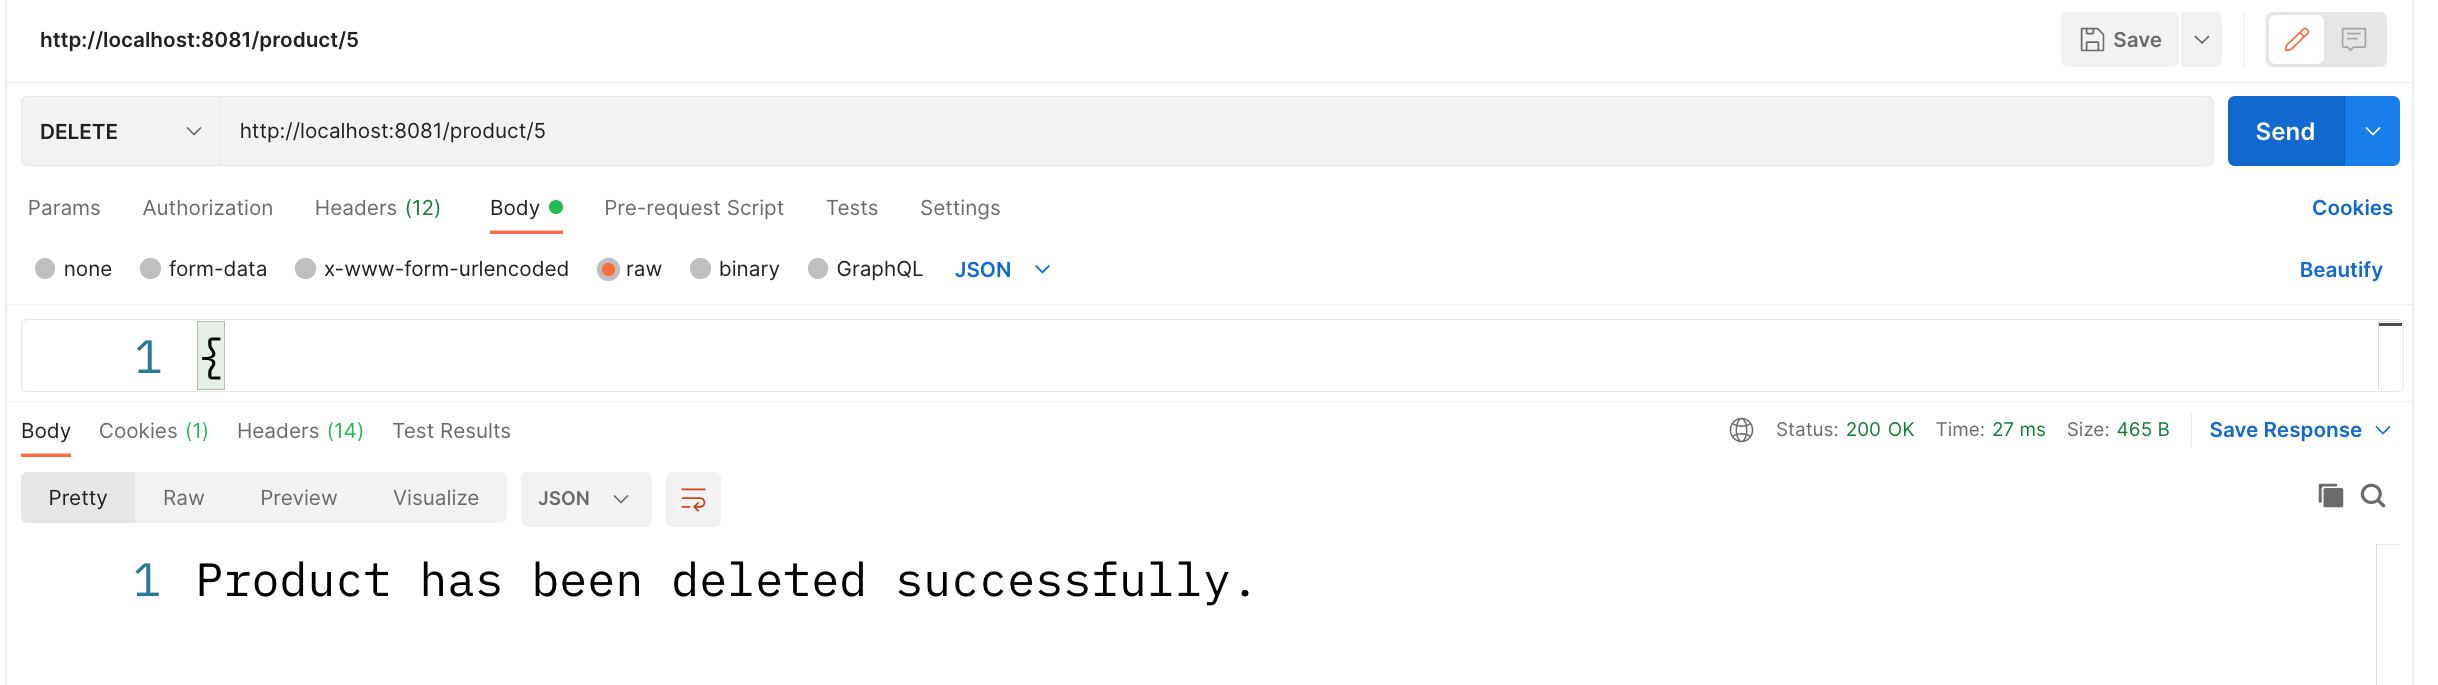 http://localhost:8081/product/5 Save
DELETE http://localhost:8081/product/5 Send
Params Authorization Headers (12) Body Pre-request Script Tests Settings Cookies
none form-data x-www-form-urlencoded raw binary GraphQL JSON Beautify
1 {
Body Cookies (1) Headers (14) Test Results Status: 200 OK Time: 27 ms Size: 465 B Save Response
Pretty Raw Preview Visualize JSON
1 Product has been deleted successfully.